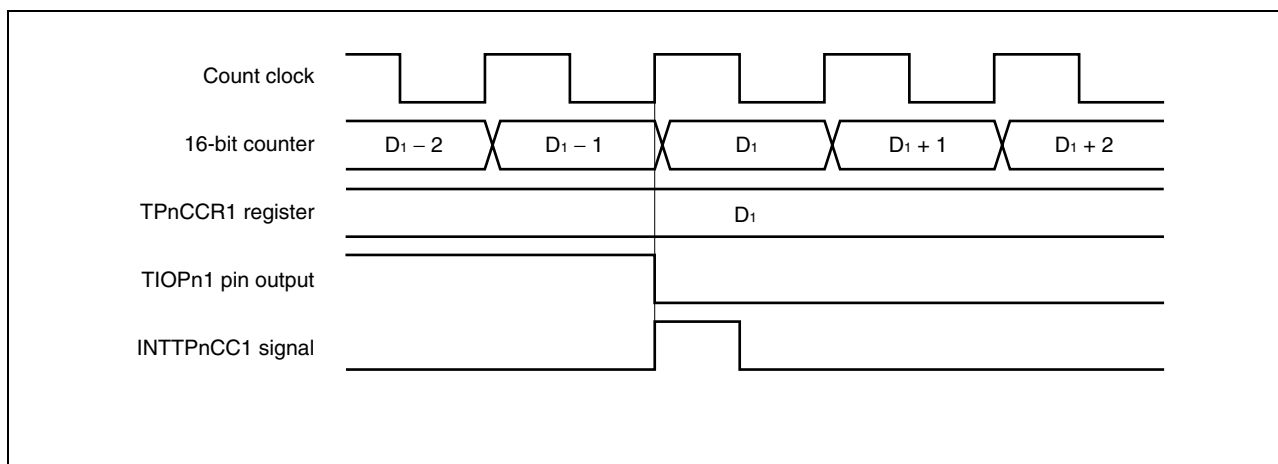 Count clock
16-bit counter
D1 – 2 D1 – 1 D1 D1 + 1 D1 + 2
TPnCCR1 register
D1
TIOPn1 pin output
INTTPnCC1 signal